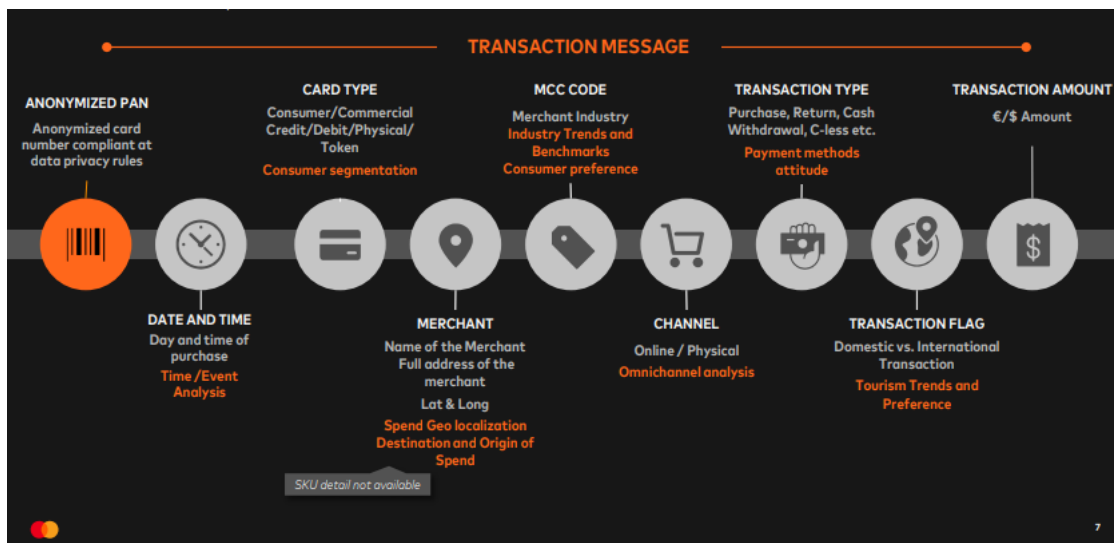 TRANSACTION MESSAGE
ANONYMIZED PAN
Anonymized card
number compliant at
data privacy rules
DATE AND TIME
Day and time of
purchase
Time /Event
Analysis
CARD TYPE
Consumer/Commercial
Credit/Debit/Physical/
Token
Consumer segmentation
MERCHANT
Name of the Merchant
Full address of the
merchant
Lat & Long
Spend Geo localization
Destination and Origin of
Spend
SKU detail not available
MCC CODE
Merchant Industry
Industry Trends and
Benchmarks
Consumer preference
CHANNEL
Online / Physical
Omnichannel analysis
TRANSACTION TYPE
Purchase, Return, Cash
Withdrawal, C-less etc.
Payment methods
attitude
TRANSACTION FLAG
Domestic vs. International
Transaction
Tourism Trends and
Preference
TRANSACTION AMOUNT
€/$ Amount
$
7